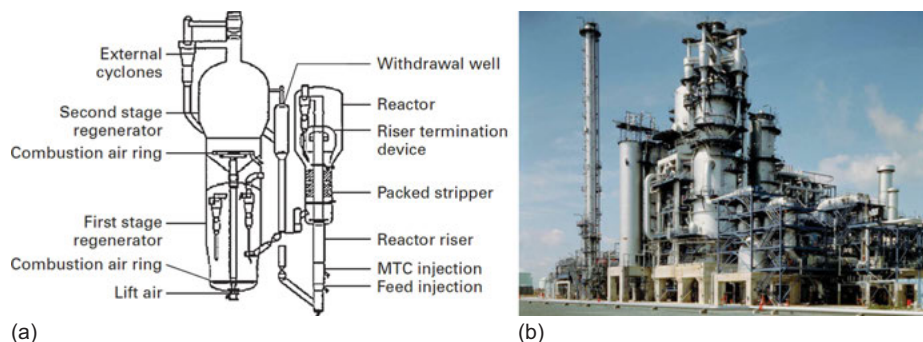 External
cyclones
Second stage
regenerator
Combustion air ring
First stage
regenerator
Combustion air ring
Lift air
Withdrawal well
Reactor
Riser termination
device
Packed stripper
Reactor riser
MTC injection
Feed injection
(a)
(b)